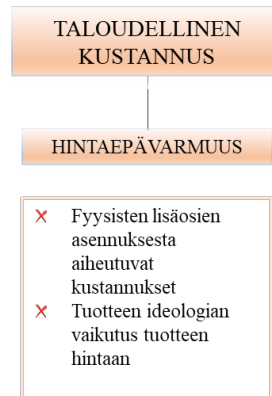 TALOUDELLINEN
KUSTANNUS
HINTAEPÄVARMUUS
Fyysisten lisäosien
asennuksesta
aiheutuvat
kustannukset
Tuotteen ideologian
vaikutus tuotteen
hintaan